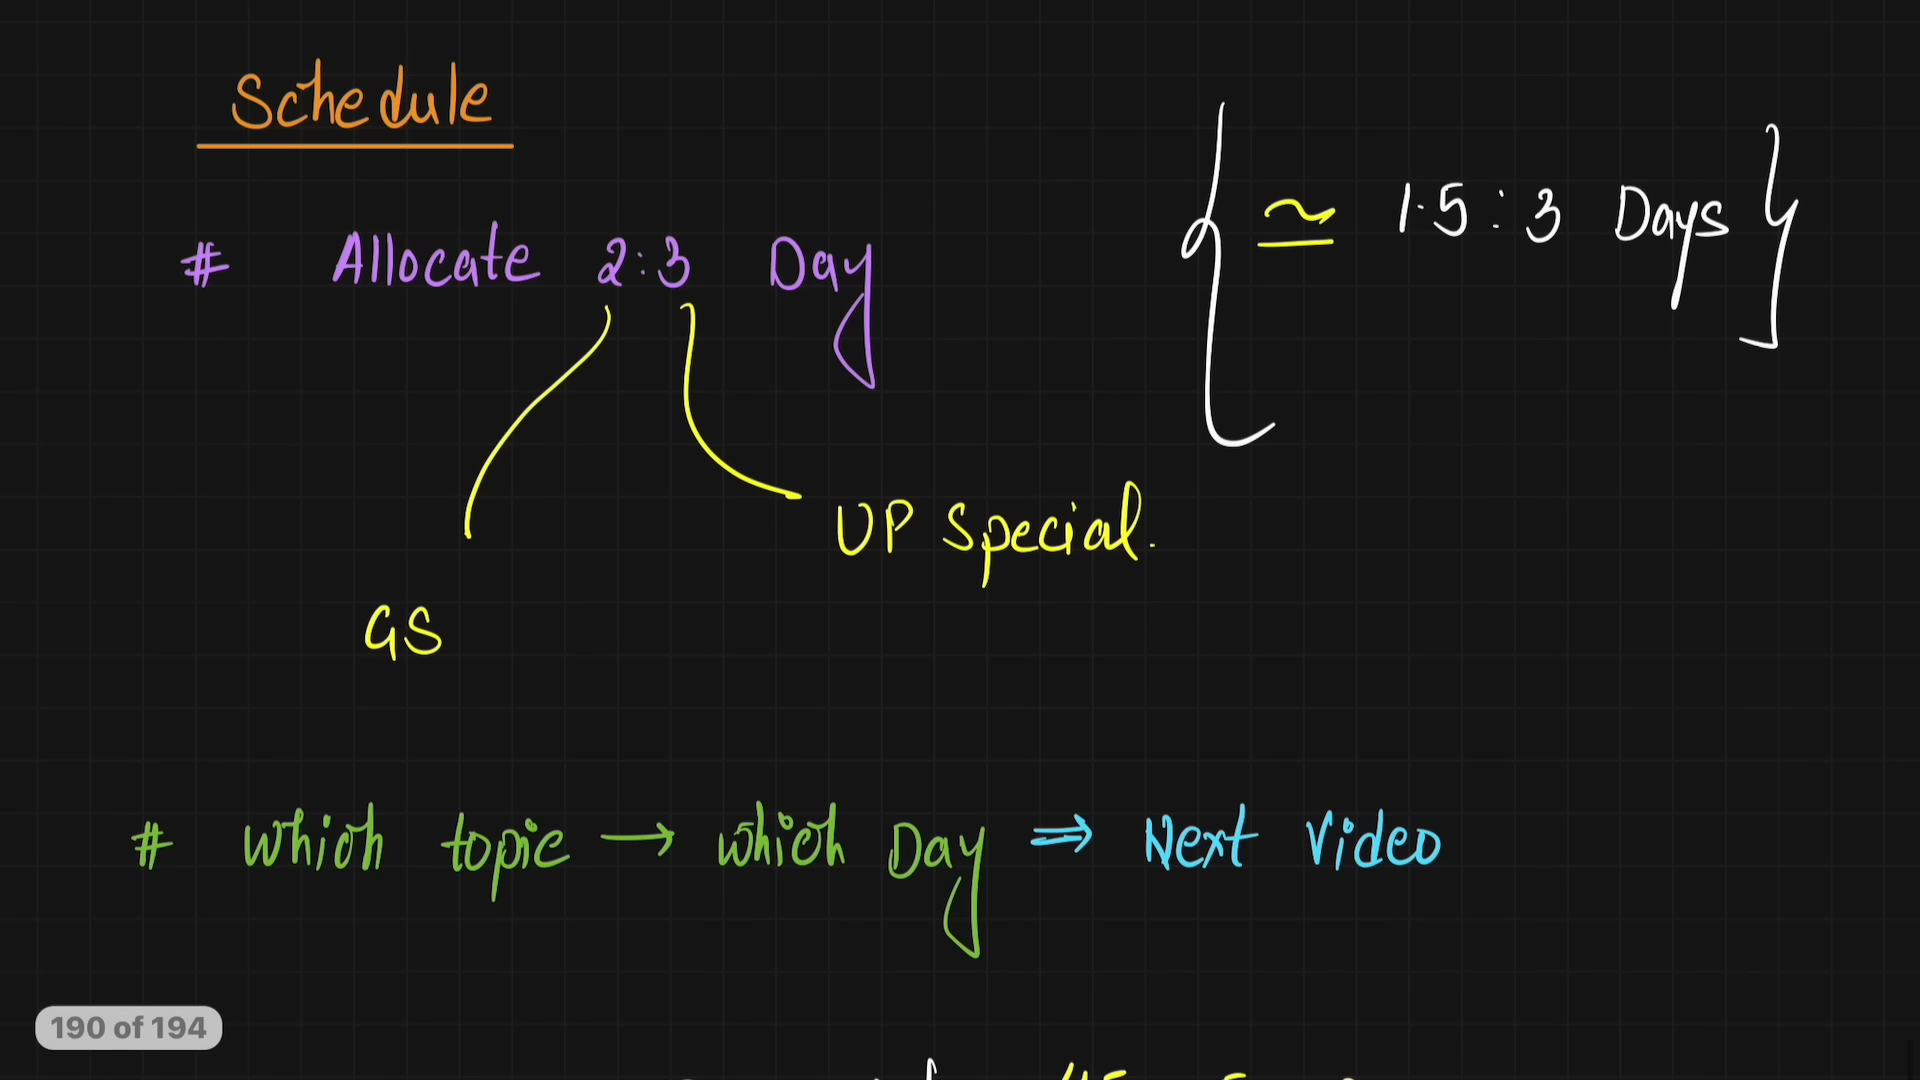 Schedule
≃ 1.5 : 3 Days
# Allocate 2:3 Day
UP Special.
GS
# Which topic → which Day ⇒ Next Video
190 of 194